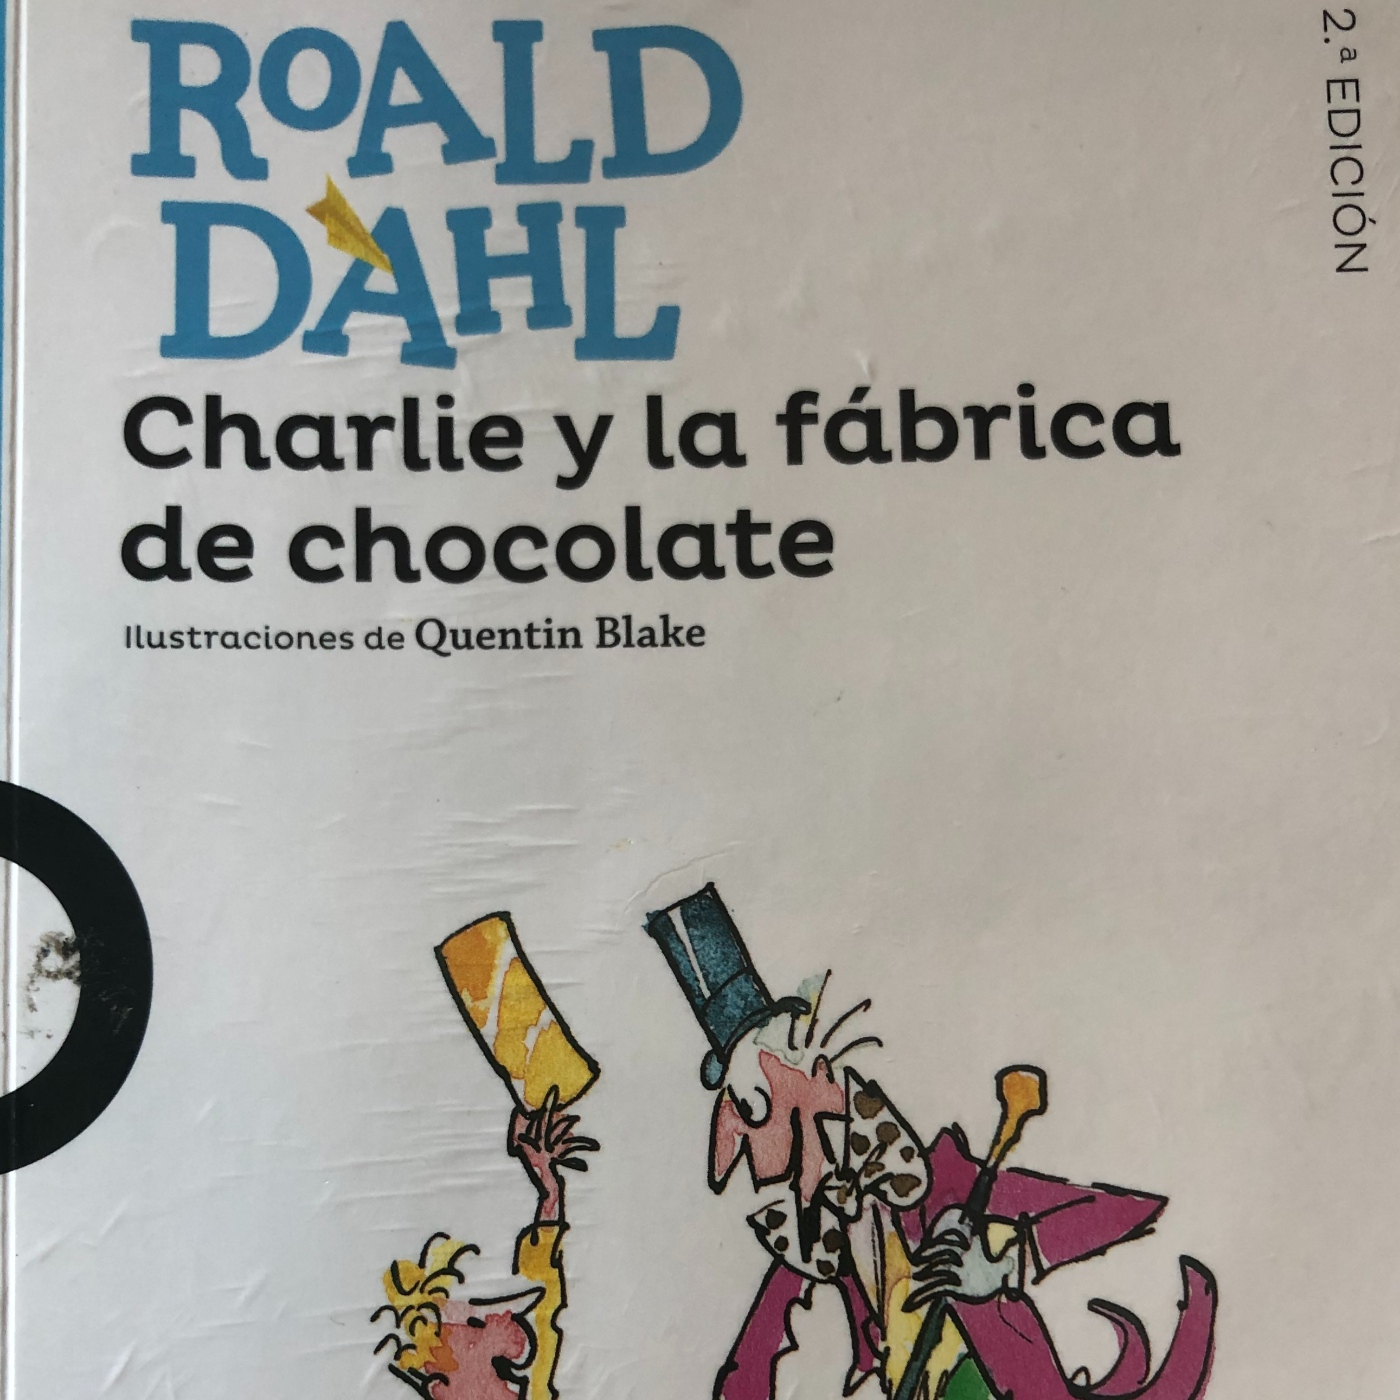 ROALD
DAHL
Charlie y la fábrica
de chocolate
Ilustraciones de Quentin Blake
2.ª EDICIÓN